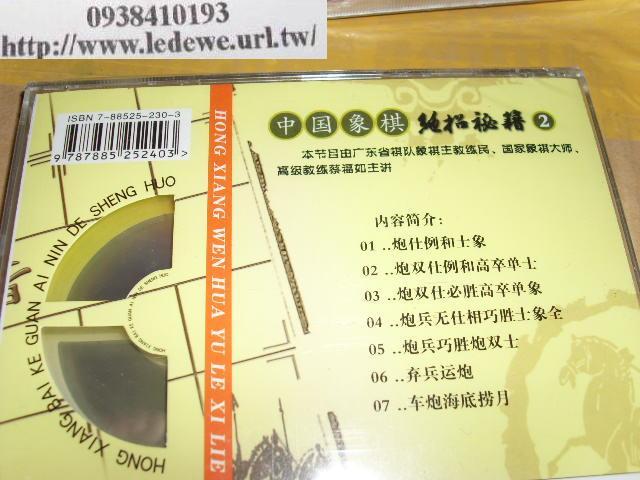 0938410193
http://www.ledewe.url.tw/
ISBN 7-88525-230-3
9 787885 252403 >
中国象棋 绝招秘籍 2
本节目由广东省棋队象棋主教练民、国家象棋大师、
高级教练蔡福如主讲
内容简介：
01 ..炮仕例和士象
02 ..炮双仕例和高卒单士
03 ..炮双仕必胜高卒单象
04 ..炮兵无仕相巧胜士象全
05 ..炮兵巧胜炮双士
06 ..弃兵运炮
07 ..车炮海底捞月
HONG XIANG WEN HUA YU LE XI LIE
HONG XIANG BAI KE GUAN AI NIN DE SHENG HUO